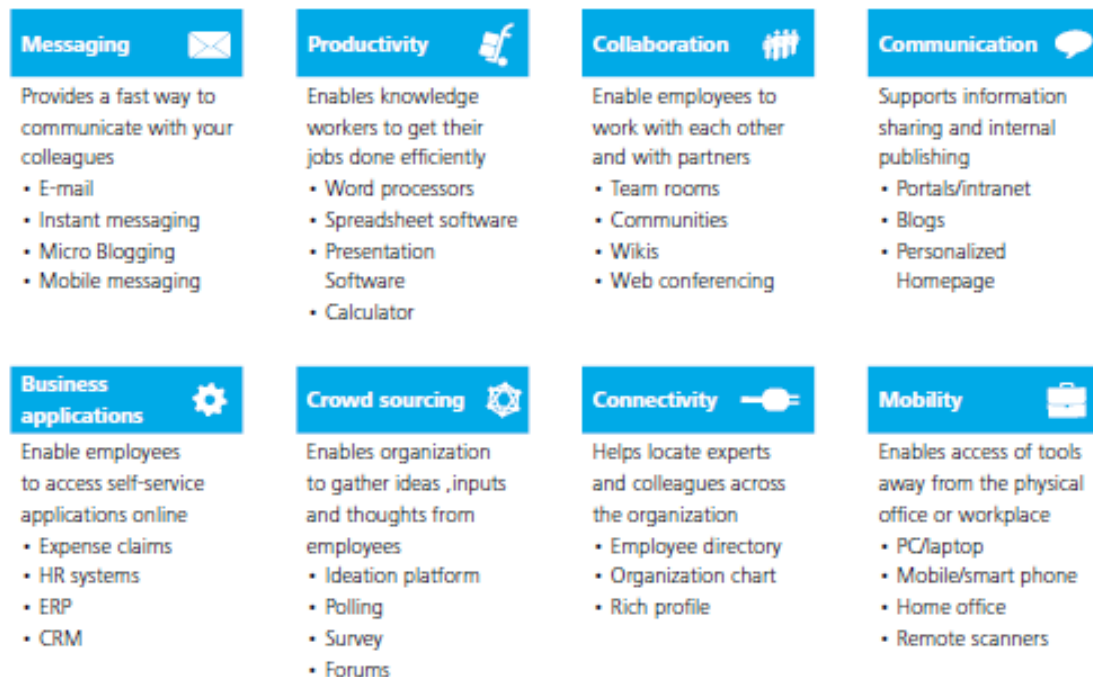 Messaging
Provides a fast way to
communicate with your
colleagues
• E-mail
• Instant messaging
• Micro Blogging
• Mobile messaging
Productivity
Enables knowledge
workers to get their
jobs done efficiently
• Word processors
• Spreadsheet software
• Presentation
Software
• Calculator
Collaboration
Enable employees to
work with each other
and with partners
• Team rooms
• Communities
• Wikis
• Web conferencing
Communication
Supports information
sharing and internal
publishing
• Portals/intranet
• Blogs
• Personalized
Homepage
Business
applications
Enable employees
to access self-service
applications online
• Expense claims
• HR systems
• ERP
• CRM
Crowd sourcing
Enables organization
to gather ideas ,inputs
and thoughts from
employees
• Ideation platform
• Polling
• Survey
• Forums
Connectivity
Helps locate experts
and colleagues across
the organization
• Employee directory
• Organization chart
• Rich profile
Mobility
Enables access of tools
away from the physical
office or workplace
• PC/laptop
• Mobile/smart phone
• Home office
• Remote scanners